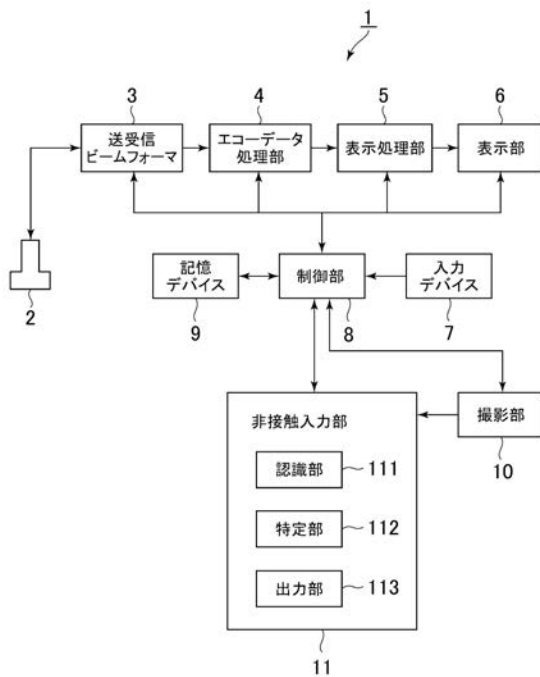 1
3
4
5
6
送受信
ビームフォーマ
エコーデータ
処理部
表示処理部
表示部
2
記憶
デバイス
制御部
入力
デバイス
9
8
7
非接触入力部
撮影部
10
認識部
111
特定部
112
出力部
113
11